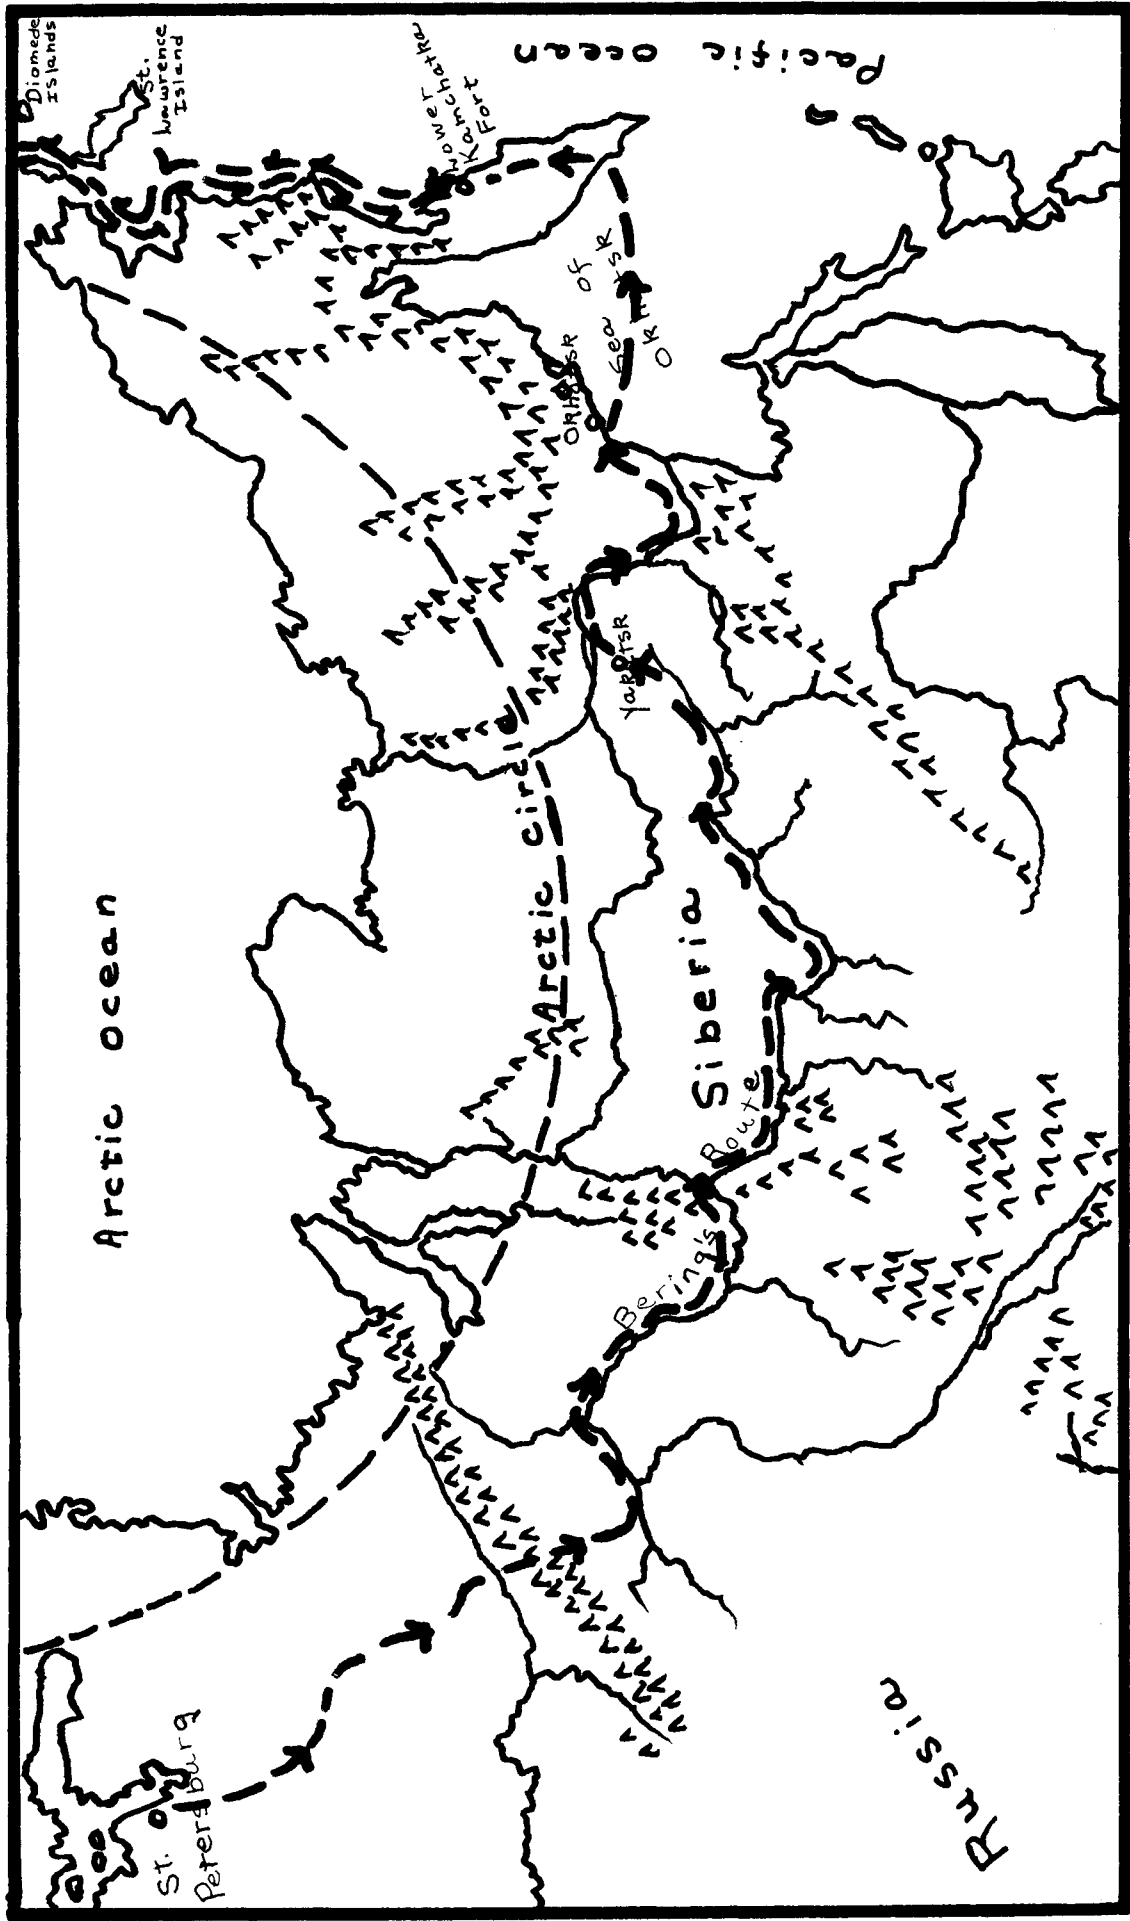 Diomede
Islands
St.
Lawrence
Island
Lower
Kamchatka
Fort
Pacific Ocean
Sea of
Okhotsk
Okhotsk
Yakutsk
Arctic Circle
Arctic Ocean
Siberia
Bering's Route
St.
Petersburg
Russia